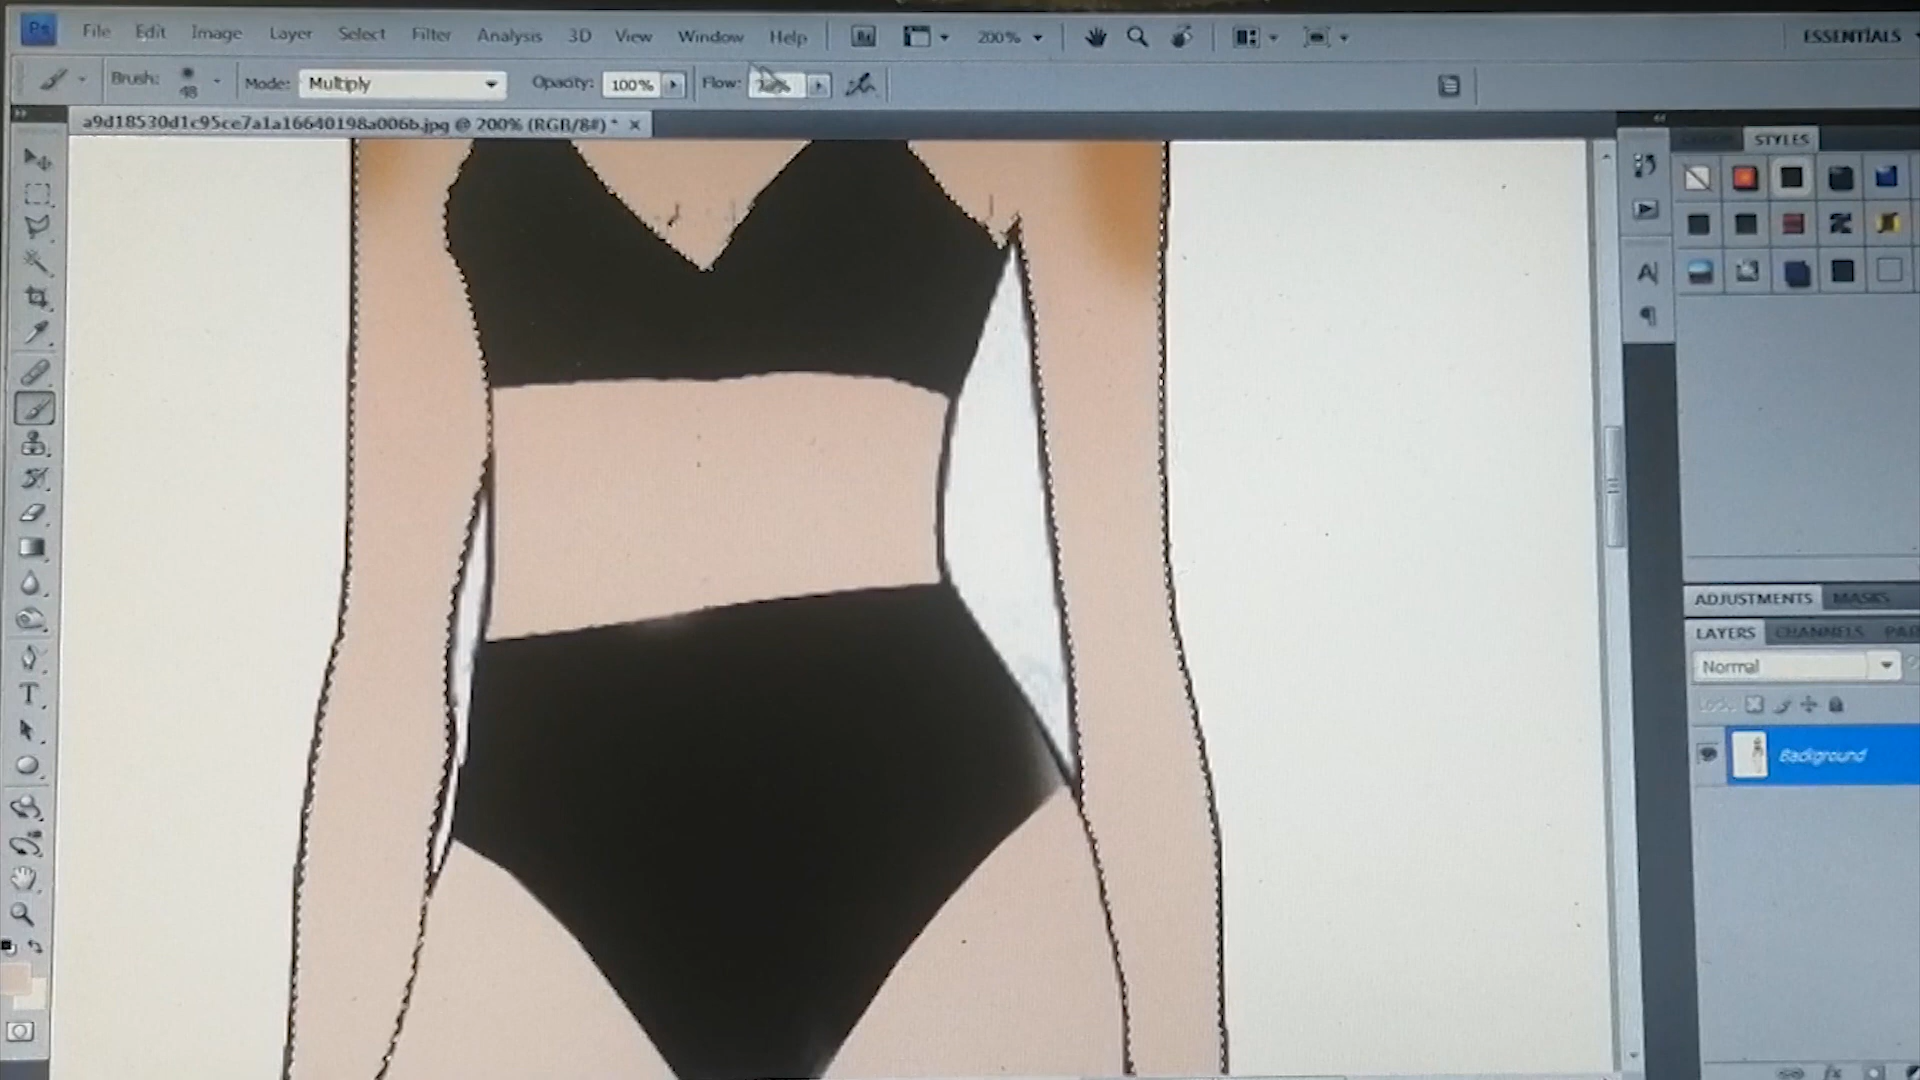 Ps File Edit Image Layer Select Filter Analysis 3D View Window Help 200% ESSENTIALS
Brush: 48 Mode: Multiply Opacity: 100% Flow:
a9d18530d1c95ce7a1a16640198a006b.jpg @ 200% (RGB/8#) *
STYLES
ADJUSTMENTS MASKS
LAYERS CHANNELS
Normal
Lock:
Background